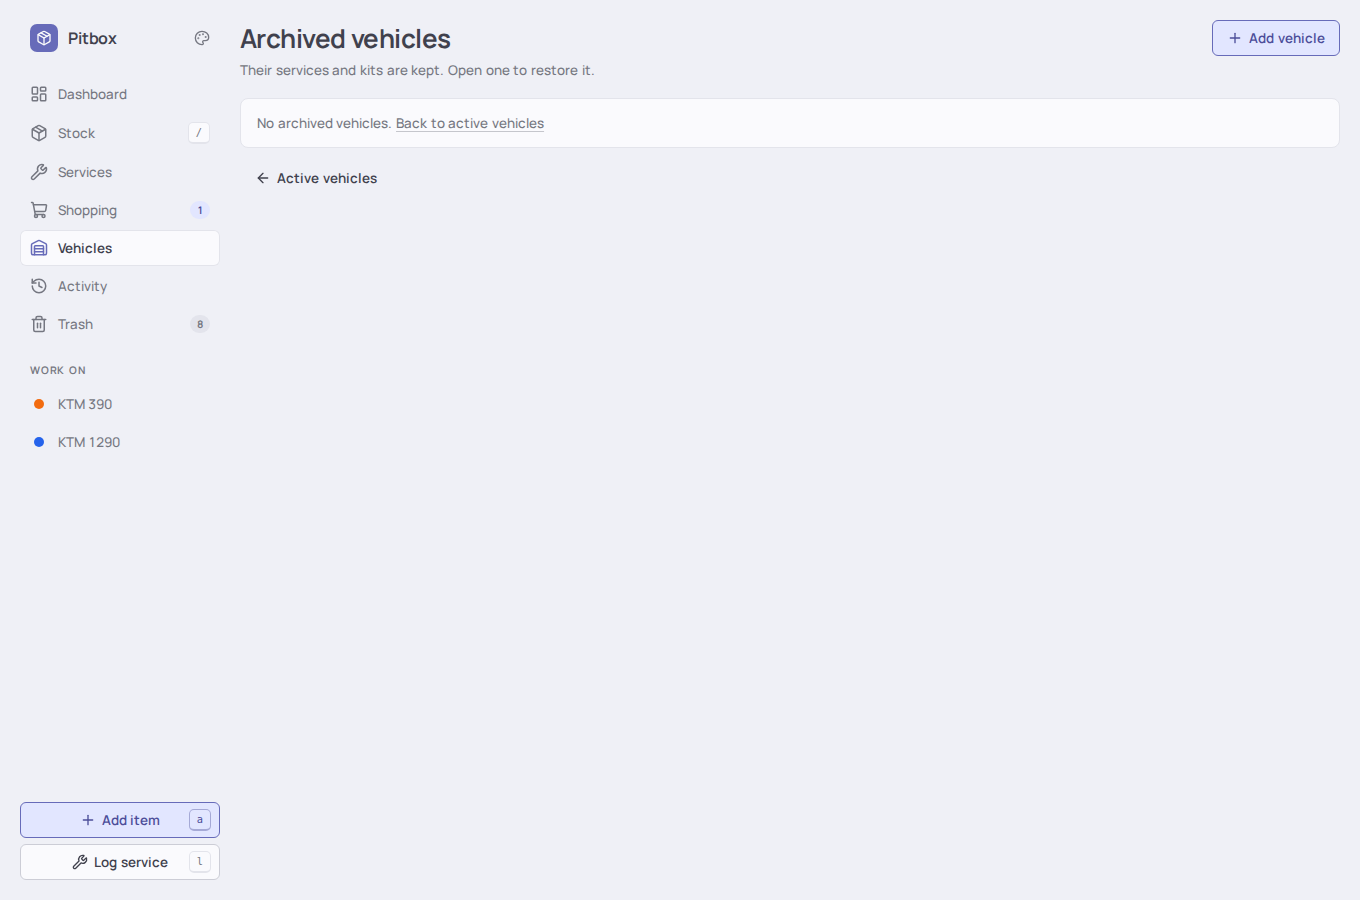 Pitbox
Dashboard
Stock /
Services
Shopping 1
Vehicles
Activity
Trash 8
WORK ON
KTM 390
KTM 1290
Add item a
Log service l
Archived vehicles
Add vehicle
Their services and kits are kept. Open one to restore it.
No archived vehicles. Back to active vehicles
Active vehicles